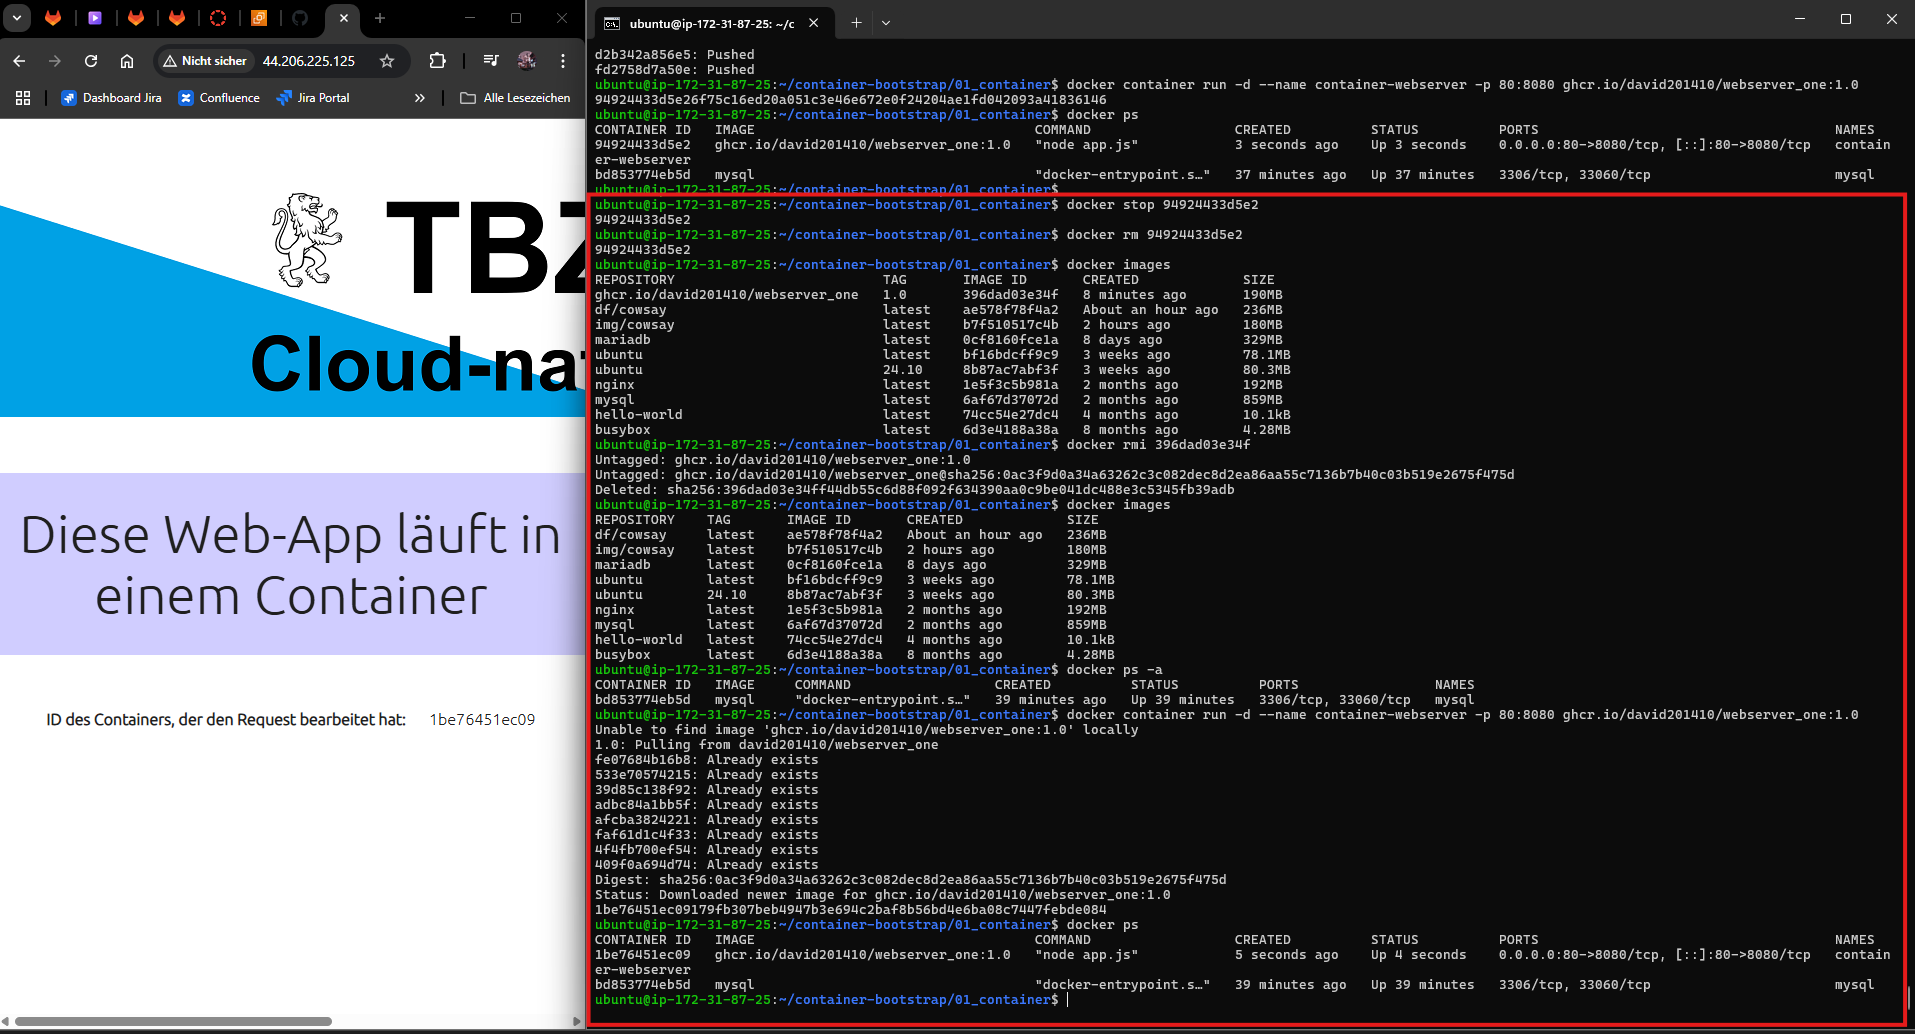 Nicht sicher
44.206.225.125
Dashboard Jira
Confluence
Jira Portal
»
Alle Lesezeichen
TBZ
Cloud-nat
Diese Web-App läuft in
einem Container
ID des Containers, der den Request bearbeitet hat: 1be76451ec09
ubuntu@ip-172-31-87-25: ~/c
d2b342a856e5: Pushed
fd2758d7a50e: Pushed
ubuntu@ip-172-31-87-25:~/container-bootstrap/01_container$ docker container run -d --name container-webserver -p 80:8080 ghcr.io/david201410/webserver_one:1.0
94924433d5e26f75c16ed20a051c3e46e672e0f24204ae1fd042093a41836146
ubuntu@ip-172-31-87-25:~/container-bootstrap/01_container$ docker ps
CONTAINER ID   IMAGE                                   COMMAND                  CREATED          STATUS          PORTS                                     NAMES
94924433d5e2   ghcr.io/david201410/webserver_one:1.0   "node app.js"            3 seconds ago    Up 3 seconds    0.0.0.0:80->8080/tcp, [::]:80->8080/tcp   contain
er-webserver
bd853774eb5d   mysql                                   "docker-entrypoint.s…"   37 minutes ago   Up 37 minutes   3306/tcp, 33060/tcp                       mysql
ubuntu@ip-172-31-87-25:~/container-bootstrap/01_container$
ubuntu@ip-172-31-87-25:~/container-bootstrap/01_container$ docker stop 94924433d5e2
94924433d5e2
ubuntu@ip-172-31-87-25:~/container-bootstrap/01_container$ docker rm 94924433d5e2
94924433d5e2
ubuntu@ip-172-31-87-25:~/container-bootstrap/01_container$ docker images
REPOSITORY                          TAG       IMAGE ID       CREATED             SIZE
ghcr.io/david201410/webserver_one   1.0       396dad03e34f   8 minutes ago       190MB
df/cowsay                           latest    ae578f78f4a2   About an hour ago   236MB
img/cowsay                          latest    b7f510517c4b   2 hours ago         180MB
mariadb                             latest    0cf8160fce1a   8 days ago          329MB
ubuntu                              latest    bf16bdcff9c9   3 weeks ago         78.1MB
ubuntu                              24.10     8b87ac7abf3f   3 weeks ago         80.3MB
nginx                               latest    1e5f3c5b981a   2 months ago        192MB
mysql                               latest    6af67d37072d   2 months ago        859MB
hello-world                         latest    74cc54e27dc4   4 months ago        10.1kB
busybox                             latest    6d3e4188a38a   8 months ago        4.28MB
ubuntu@ip-172-31-87-25:~/container-bootstrap/01_container$ docker rmi 396dad03e34f
Untagged: ghcr.io/david201410/webserver_one:1.0
Untagged: ghcr.io/david201410/webserver_one@sha256:0ac3f9d0a34a63262c3c082dec8d2ea86aa55c7136b7b40c03b519e2675f475d
Deleted: sha256:396dad03e34ff44db55c6d88f092f634390aa0c9be041dc488e3c5345fb39adb
ubuntu@ip-172-31-87-25:~/container-bootstrap/01_container$ docker images
REPOSITORY    TAG       IMAGE ID       CREATED             SIZE
df/cowsay     latest    ae578f78f4a2   About an hour ago   236MB
img/cowsay    latest    b7f510517c4b   2 hours ago         180MB
mariadb       latest    0cf8160fce1a   8 days ago          329MB
ubuntu        latest    bf16bdcff9c9   3 weeks ago         78.1MB
ubuntu        24.10     8b87ac7abf3f   3 weeks ago         80.3MB
nginx         latest    1e5f3c5b981a   2 months ago        192MB
mysql         latest    6af67d37072d   2 months ago        859MB
hello-world   latest    74cc54e27dc4   4 months ago        10.1kB
busybox       latest    6d3e4188a38a   8 months ago        4.28MB
ubuntu@ip-172-31-87-25:~/container-bootstrap/01_container$ docker ps -a
CONTAINER ID   IMAGE     COMMAND                  CREATED          STATUS          PORTS                 NAMES
bd853774eb5d   mysql     "docker-entrypoint.s…"   39 minutes ago   Up 39 minutes   3306/tcp, 33060/tcp   mysql
ubuntu@ip-172-31-87-25:~/container-bootstrap/01_container$ docker container run -d --name container-webserver -p 80:8080 ghcr.io/david201410/webserver_one:1.0
Unable to find image 'ghcr.io/david201410/webserver_one:1.0' locally
1.0: Pulling from david201410/webserver_one
fe07684b16b8: Already exists
533e70574215: Already exists
39d85c138f92: Already exists
adbc84a1bb5f: Already exists
afcba3824221: Already exists
faf61d1c4f33: Already exists
4f4fb700ef54: Already exists
409f0a694d74: Already exists
Digest: sha256:0ac3f9d0a34a63262c3c082dec8d2ea86aa55c7136b7b40c03b519e2675f475d
Status: Downloaded newer image for ghcr.io/david201410/webserver_one:1.0
1be76451ec09179fb307beb4947b3e694c2baf8b56bd4e6ba08c7447febde084
ubuntu@ip-172-31-87-25:~/container-bootstrap/01_container$ docker ps
CONTAINER ID   IMAGE                                   COMMAND                  CREATED          STATUS          PORTS                                     NAMES
1be76451ec09   ghcr.io/david201410/webserver_one:1.0   "node app.js"            5 seconds ago    Up 4 seconds    0.0.0.0:80->8080/tcp, [::]:80->8080/tcp   contain
er-webserver
bd853774eb5d   mysql                                   "docker-entrypoint.s…"   39 minutes ago   Up 39 minutes   3306/tcp, 33060/tcp                       mysql
ubuntu@ip-172-31-87-25:~/container-bootstrap/01_container$